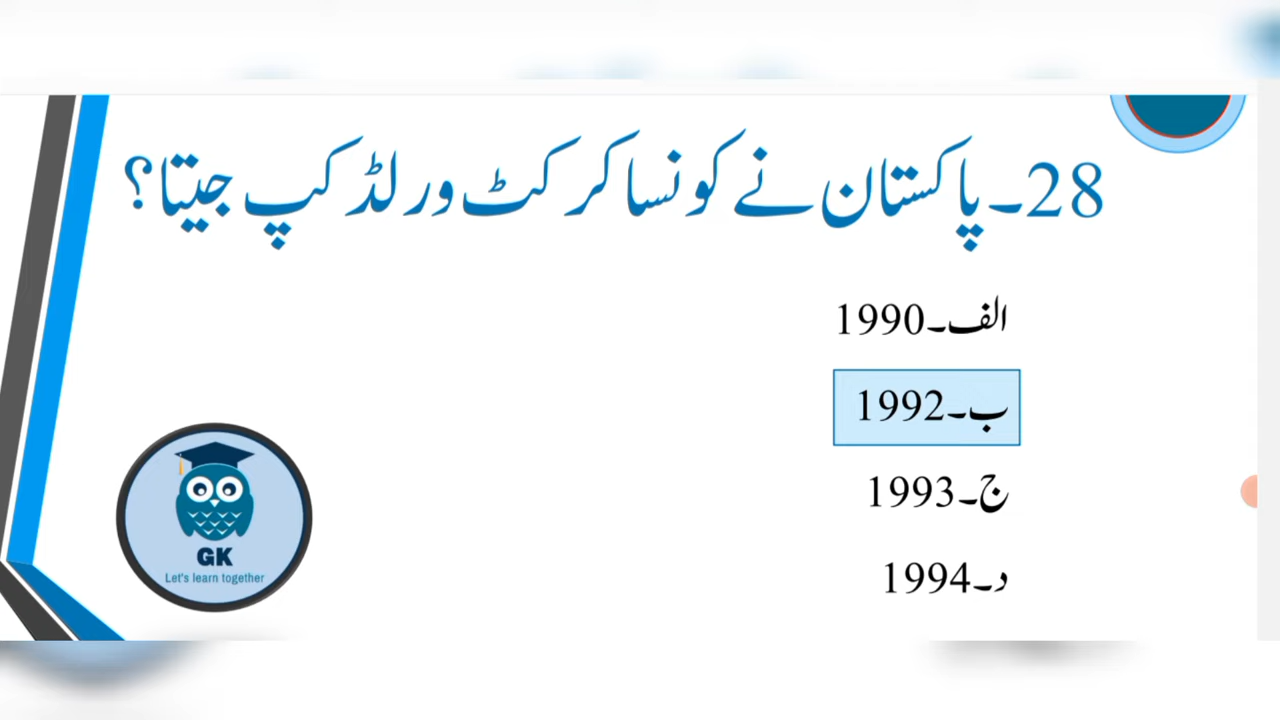 28۔ پاکستان نے کونسا کرکٹ ورلڈ کپ جیتا؟
الف۔1990
ب۔1992
ج۔1993
د۔1994
GK
Let's learn together